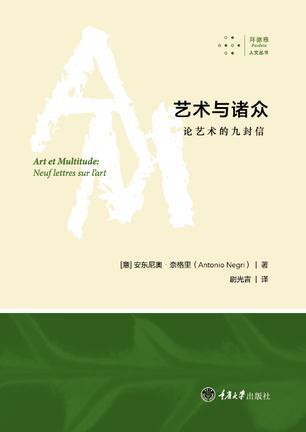 拜德雅
Paideia
人文丛书
AM
艺术与诸众
论艺术的九封信
Art et Multitude:
Neuf lettres sur l'art
[意] 安东尼奥·奈格里（Antonio Negri）| 著
尉光吉 | 译
重庆大学出版社